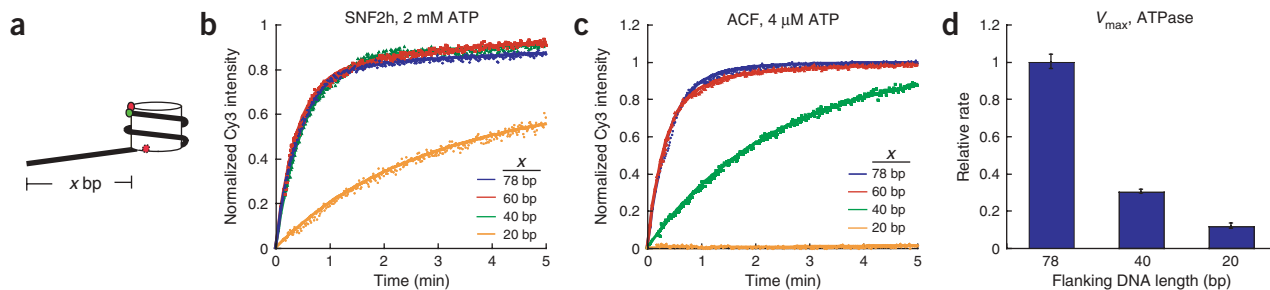 a
x bp
b
SNF2h, 2 mM ATP
Normalized Cy3 intensity
1
0.8
0.6
0.4
0.2
0
0 1 2 3 4 5
Time (min)
x
78 bp
60 bp
40 bp
20 bp
c
ACF, 4 μM ATP
Normalized Cy3 intensity
1.2
1
0.8
0.6
0.4
0.2
0
0 1 2 3 4 5
Time (min)
x
78 bp
60 bp
40 bp
20 bp
d
Vmax, ATPase
Relative rate
1.2
1
0.8
0.6
0.4
0.2
0
78 40 20
Flanking DNA length (bp)